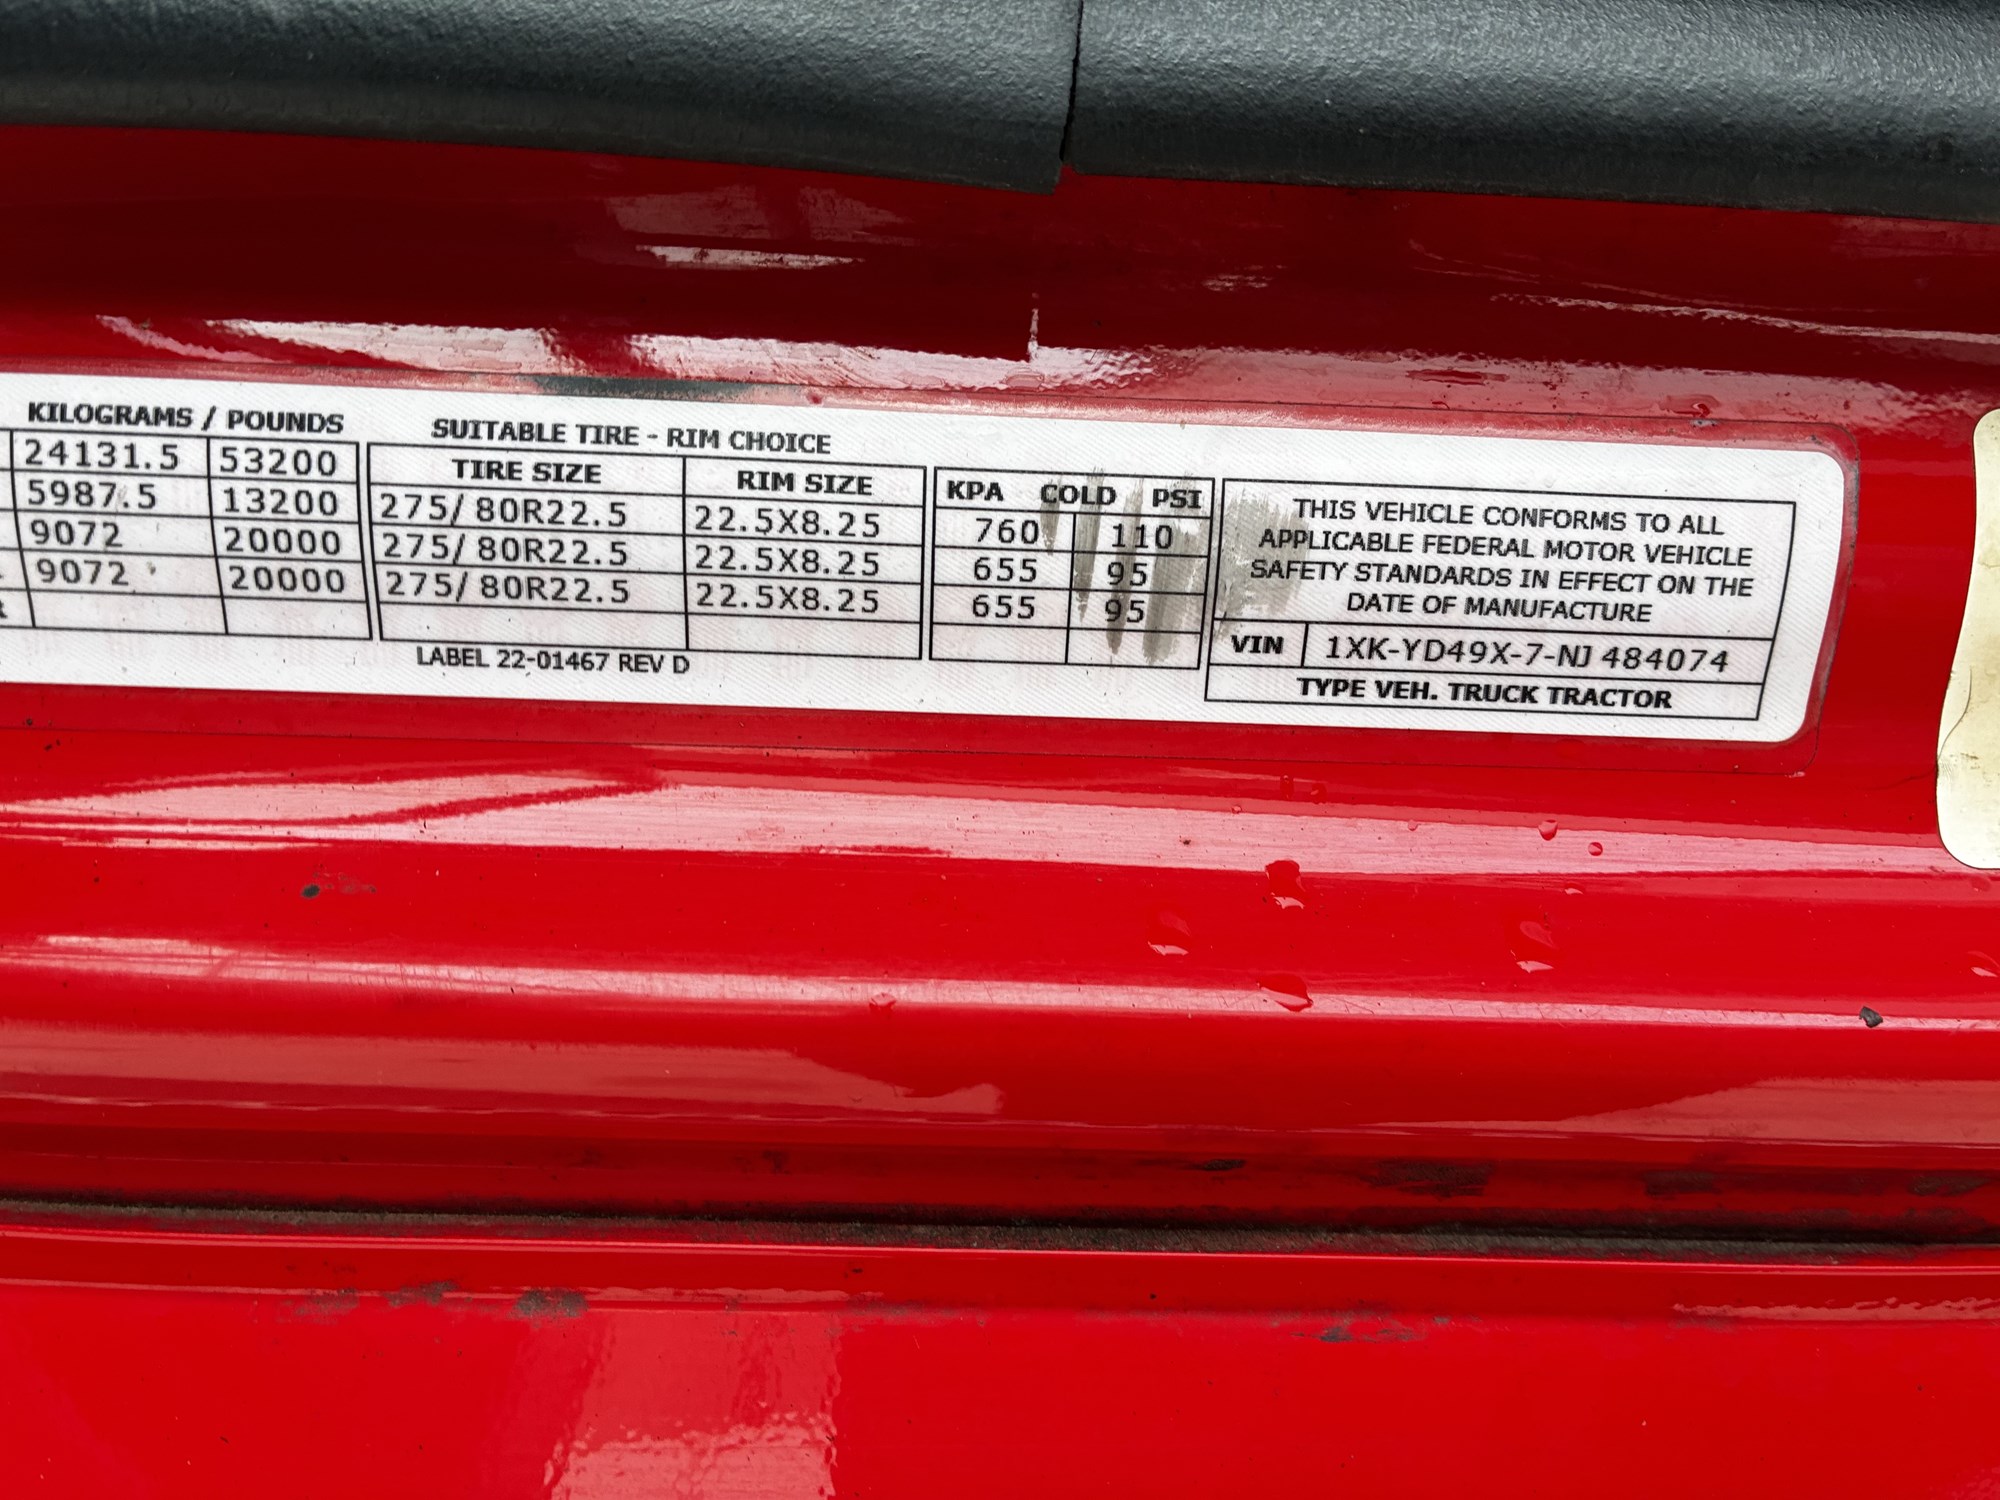 KILOGRAMS / POUNDS
24131.5 53200
5987.5 13200
9072 20000
9072 20000
SUITABLE TIRE - RIM CHOICE
TIRE SIZE RIM SIZE
275/ 80R22.5 22.5X8.25
275/ 80R22.5 22.5X8.25
275/ 80R22.5 22.5X8.25
LABEL 22-01467 REV D
KPA COLD PSI
760 110
655 95
655 95
THIS VEHICLE CONFORMS TO ALL
APPLICABLE FEDERAL MOTOR VEHICLE
SAFETY STANDARDS IN EFFECT ON THE
DATE OF MANUFACTURE
VIN 1XK-YD49X-7-NJ 484074
TYPE VEH. TRUCK TRACTOR